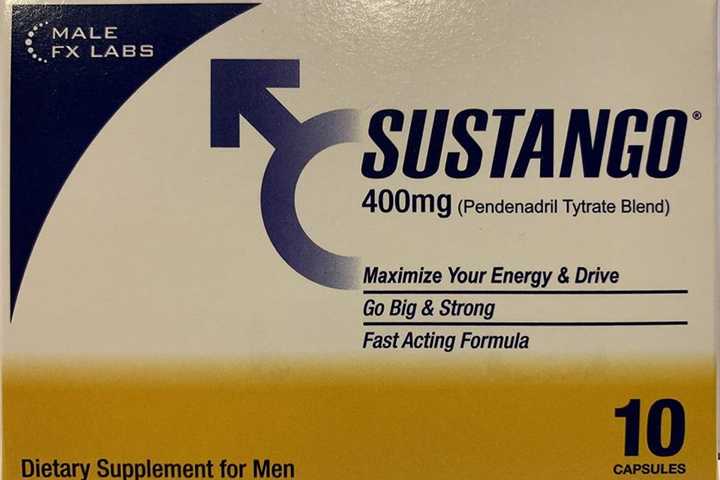 MALE
FX LABS
SUSTANGO®
400mg (Pendenadril Tytrate Blend)
Maximize Your Energy & Drive
Go Big & Strong
Fast Acting Formula
10
CAPSULES
Dietary Supplement for Men